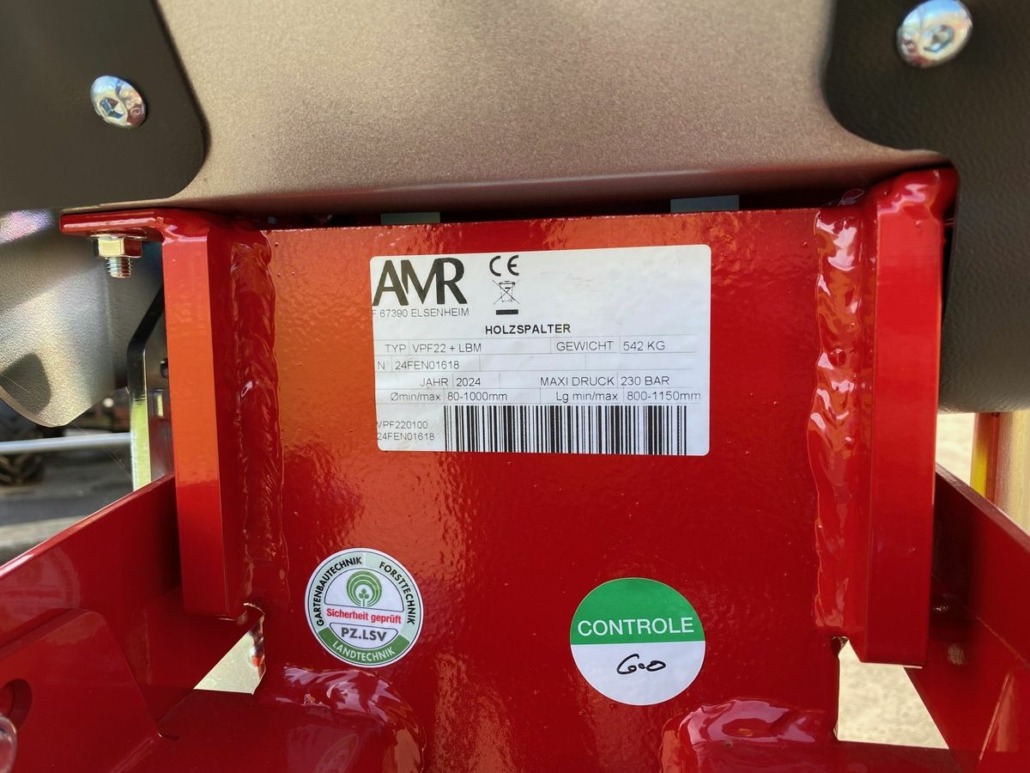 AMR CE
F 67390 ELSENHEIM
HOLZSPALTER
TYP VPF22 + LBM GEWICHT 542 KG
N 24FEN01618
JAHR 2024 MAXI DRUCK 230 BAR
Ømin/max 80-1000mm Lg min/max 800-1150mm
VPF220100
24FEN01618
GARTENBAUTECHNIK FORSTTECHNIK
Sicherheit geprüft
PZ.LSV
LANDTECHNIK
CONTROLE